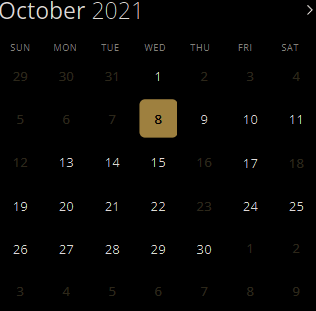 October 2021
SUN MON TUE WED THU FRI SAT
29 30 31 1 2 3 4
5 6 7 8 9 10 11
12 13 14 15 16 17 18
19 20 21 22 23 24 25
26 27 28 29 30 1 2
3 4 5 6 7 8 9